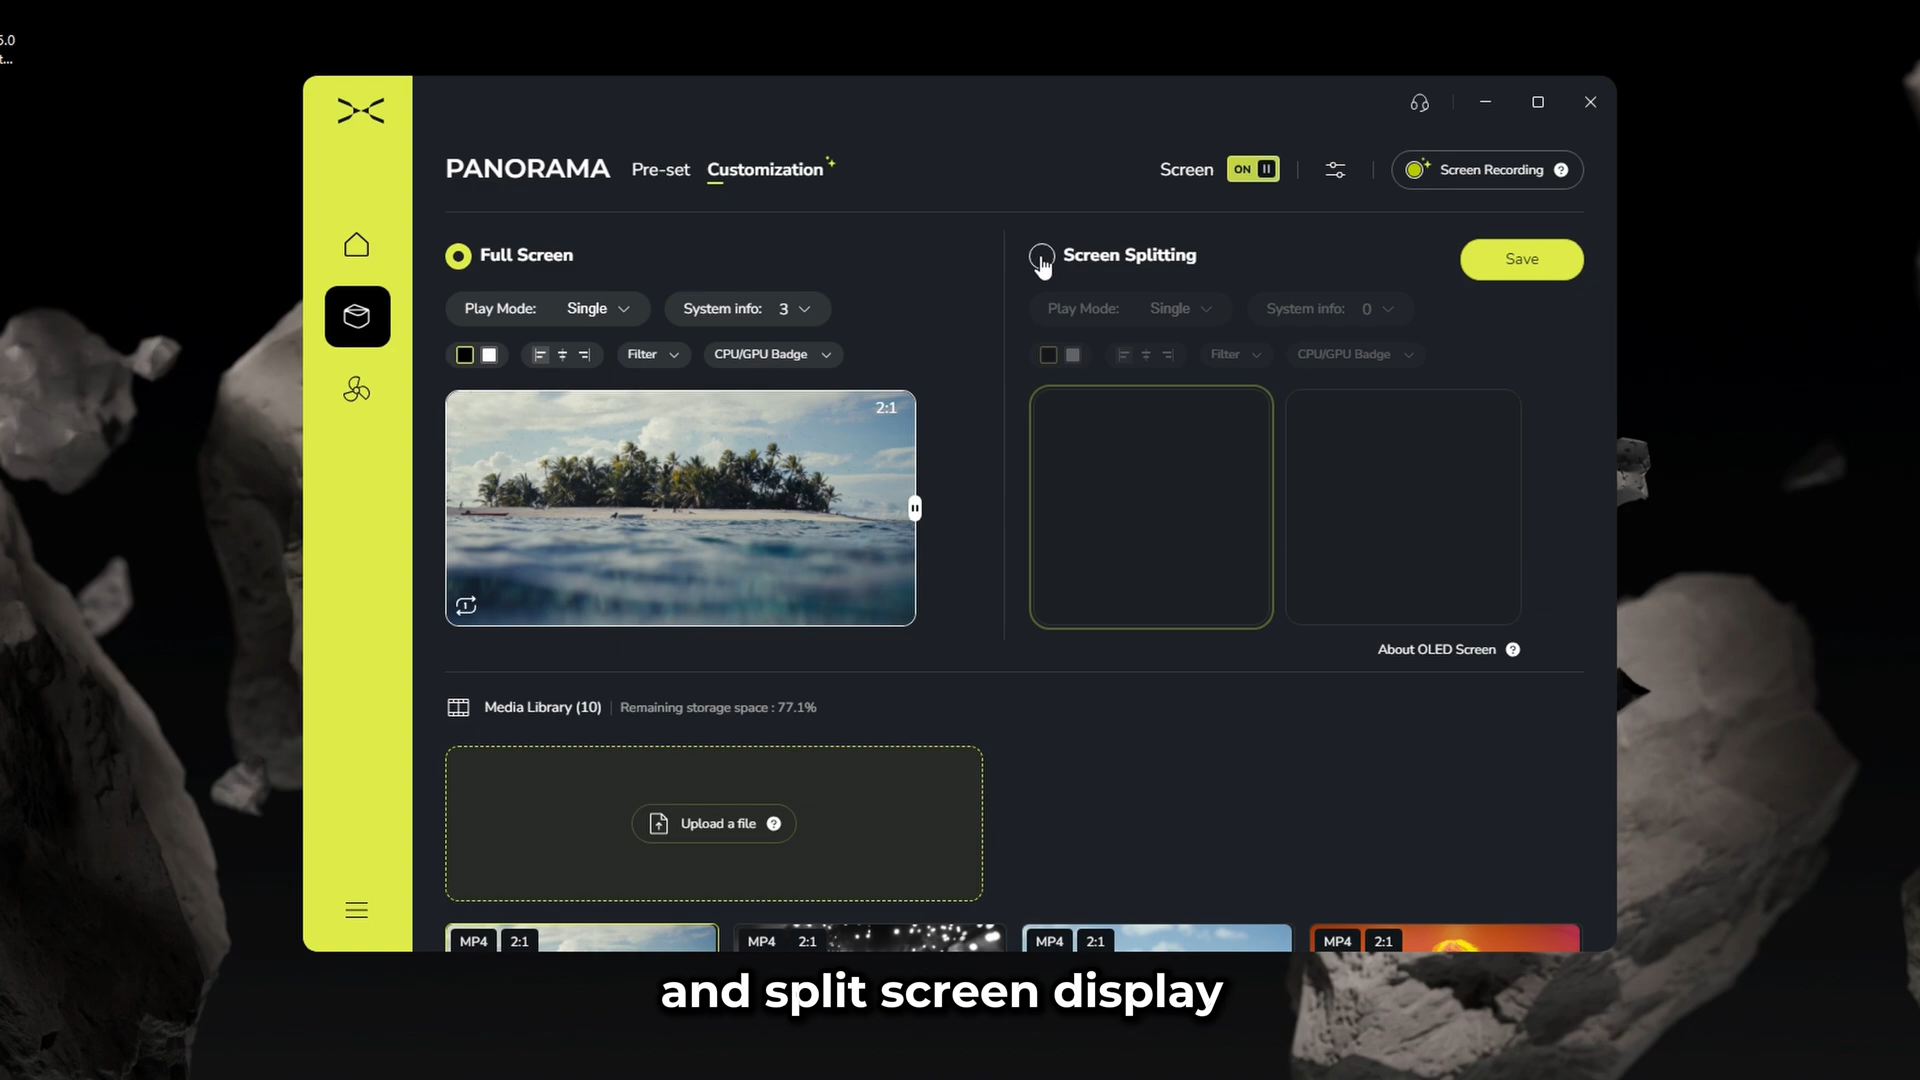 5.0
t...
PANORAMA Pre-set Customization Screen ON Screen Recording ?
Full Screen
Screen Splitting
Save
Play Mode: Single System info: 3
Play Mode: Single System info: 0
Filter CPU/GPU Badge
Filter CPU/GPU Badge
2:1
1
About OLED Screen ?
Media Library (10) Remaining storage space : 77.1%
Upload a file ?
MP4 2:1
MP4 2:1
MP4 2:1
MP4 2:1
and split screen display